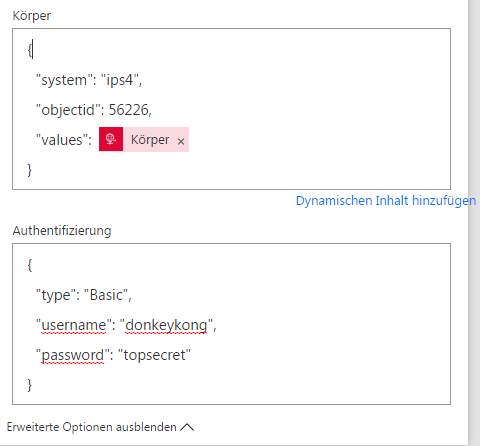 Körper
{
"system": "ips4",
"objectid": 56226,
"values": Körper ×
}
Dynamischen Inhalt hinzufügen
Authentifizierung
{
"type": "Basic",
"username": "donkeykong",
"password": "topsecret"
}
Erweiterte Optionen ausblenden